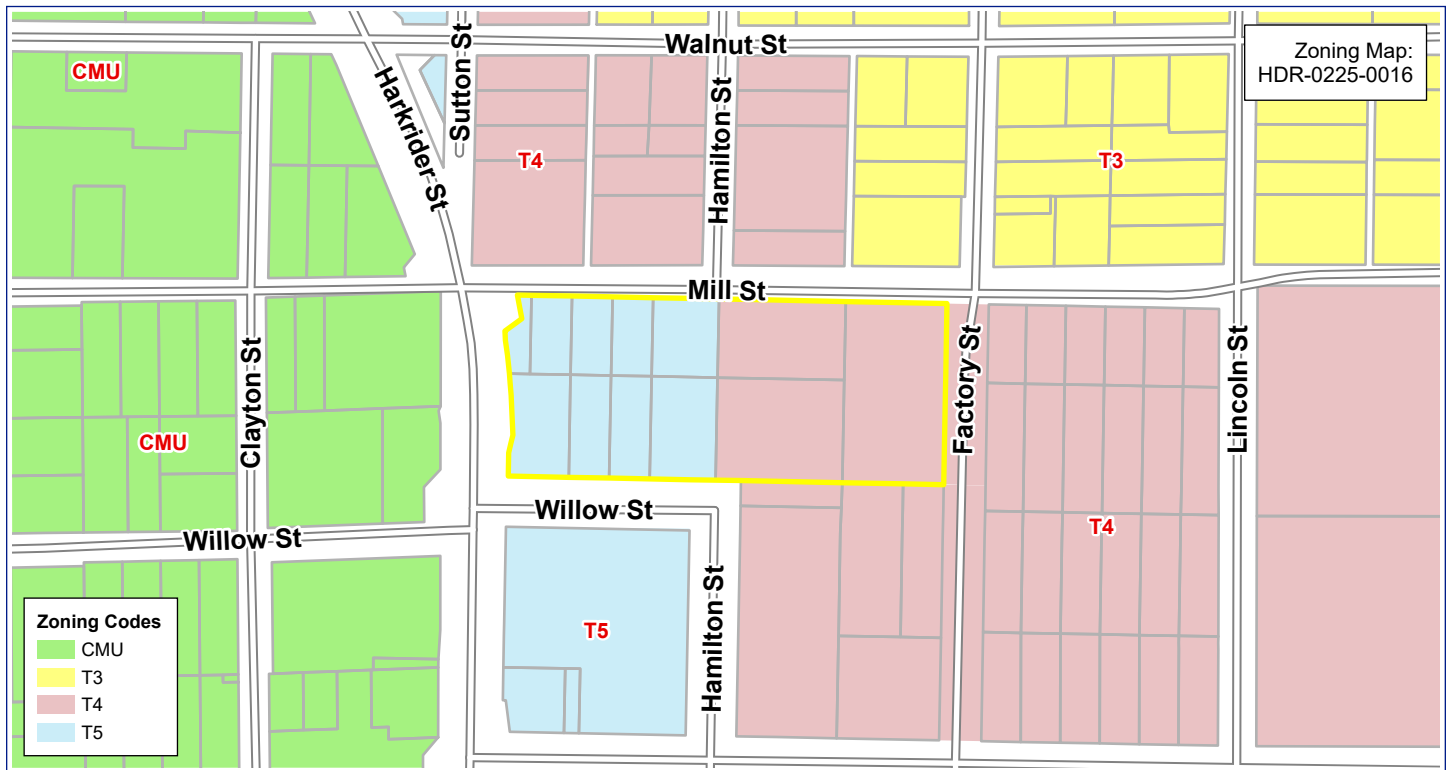 Walnut St
Zoning Map:
HDR-0225-0016
CMU
Sutton St
Harkrider St
Hamilton St
T4
T3
Mill St
Clayton St
CMU
Factory St
Lincoln St
Willow St
Willow St
T4
Hamilton St
T5
Zoning Codes
CMU
T3
T4
T5